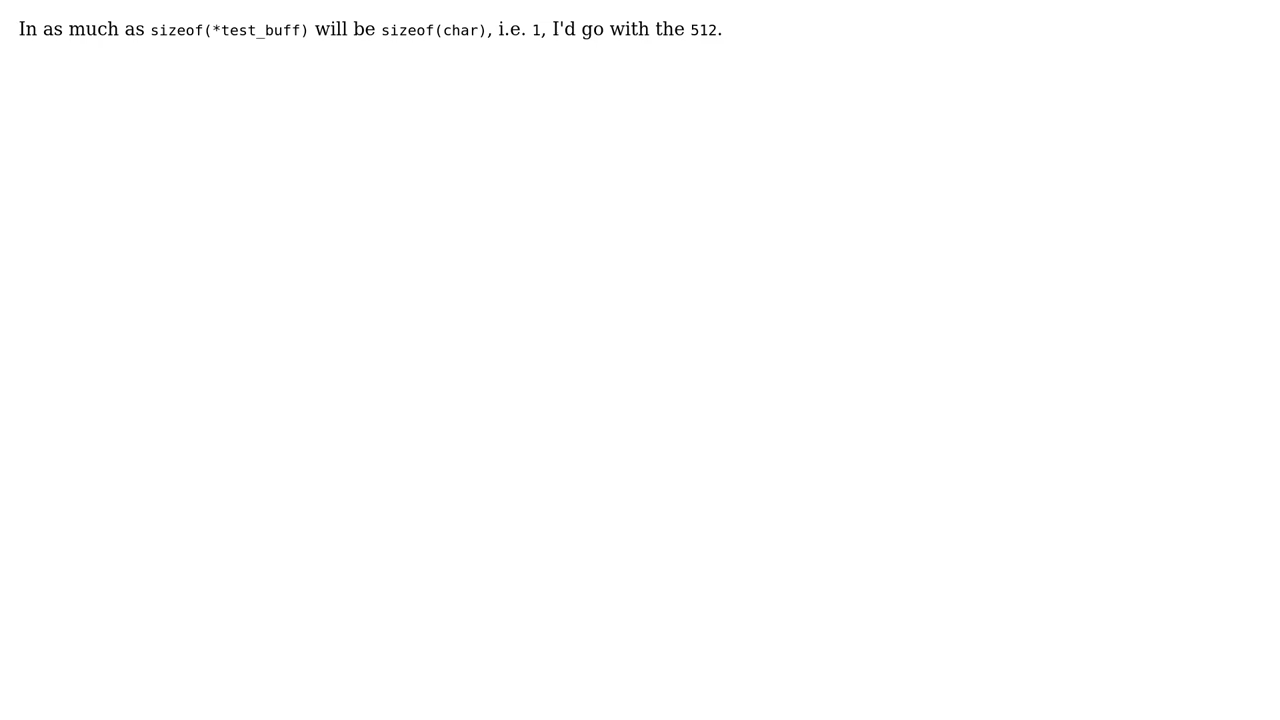 In as much as sizeof(*test_buff) will be sizeof(char), i.e. 1, I'd go with the 512.